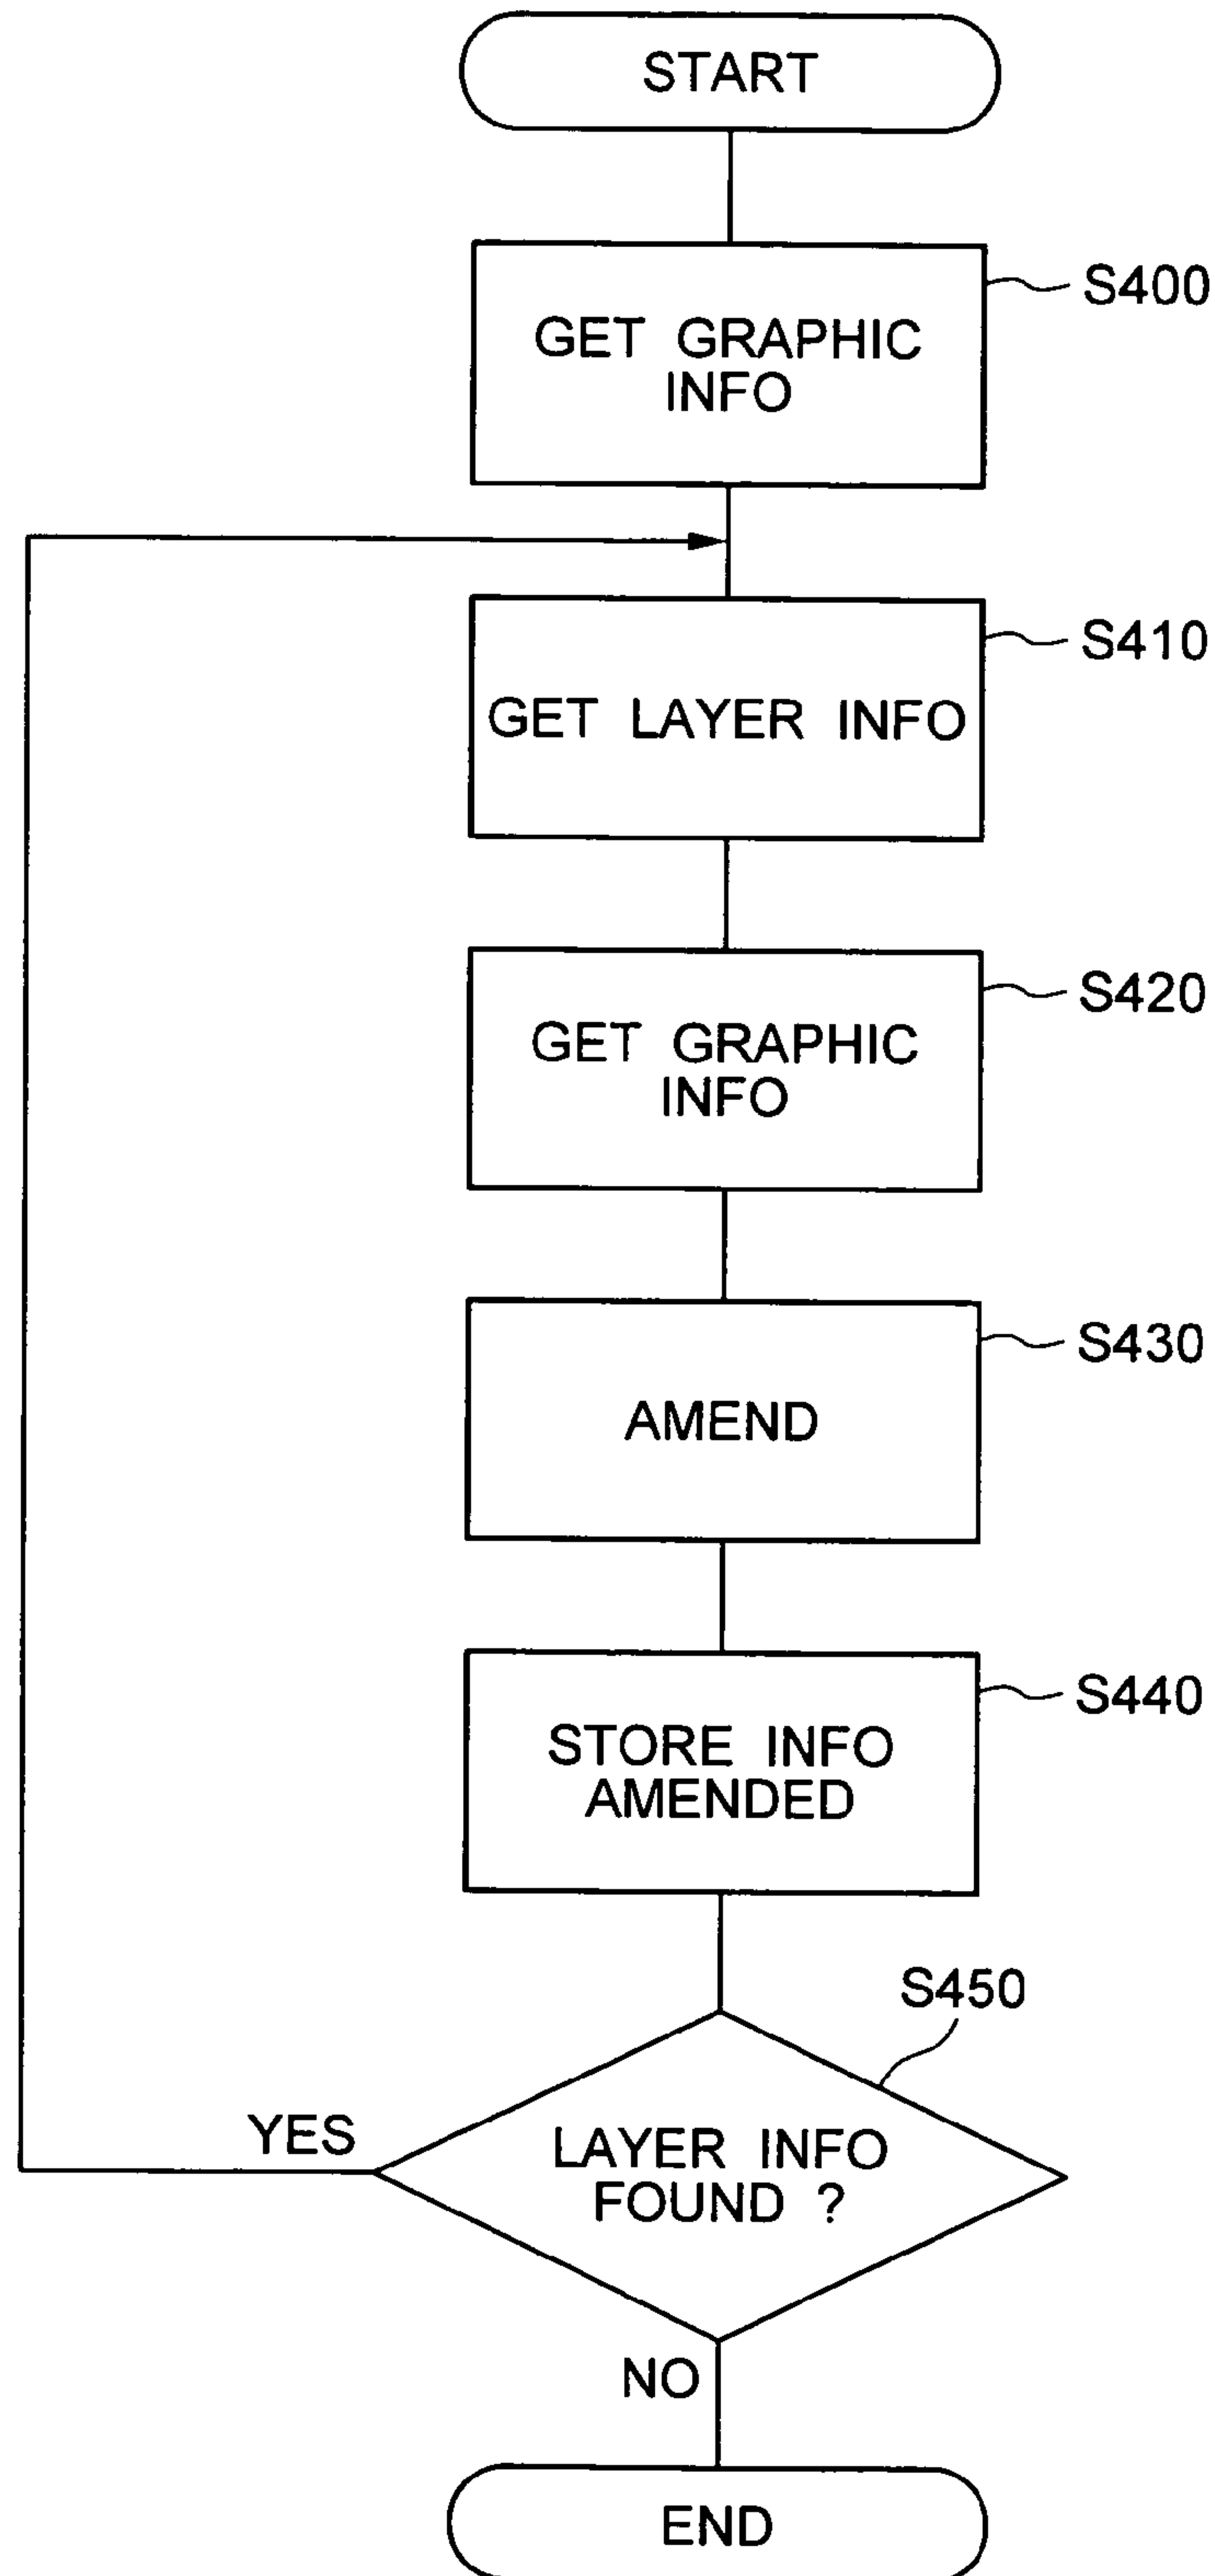 START
S400
GET GRAPHIC
INFO
S410
GET LAYER INFO
S420
GET GRAPHIC
INFO
S430
AMEND
S440
STORE INFO
AMENDED
S450
YES
LAYER INFO
FOUND ?
NO
END